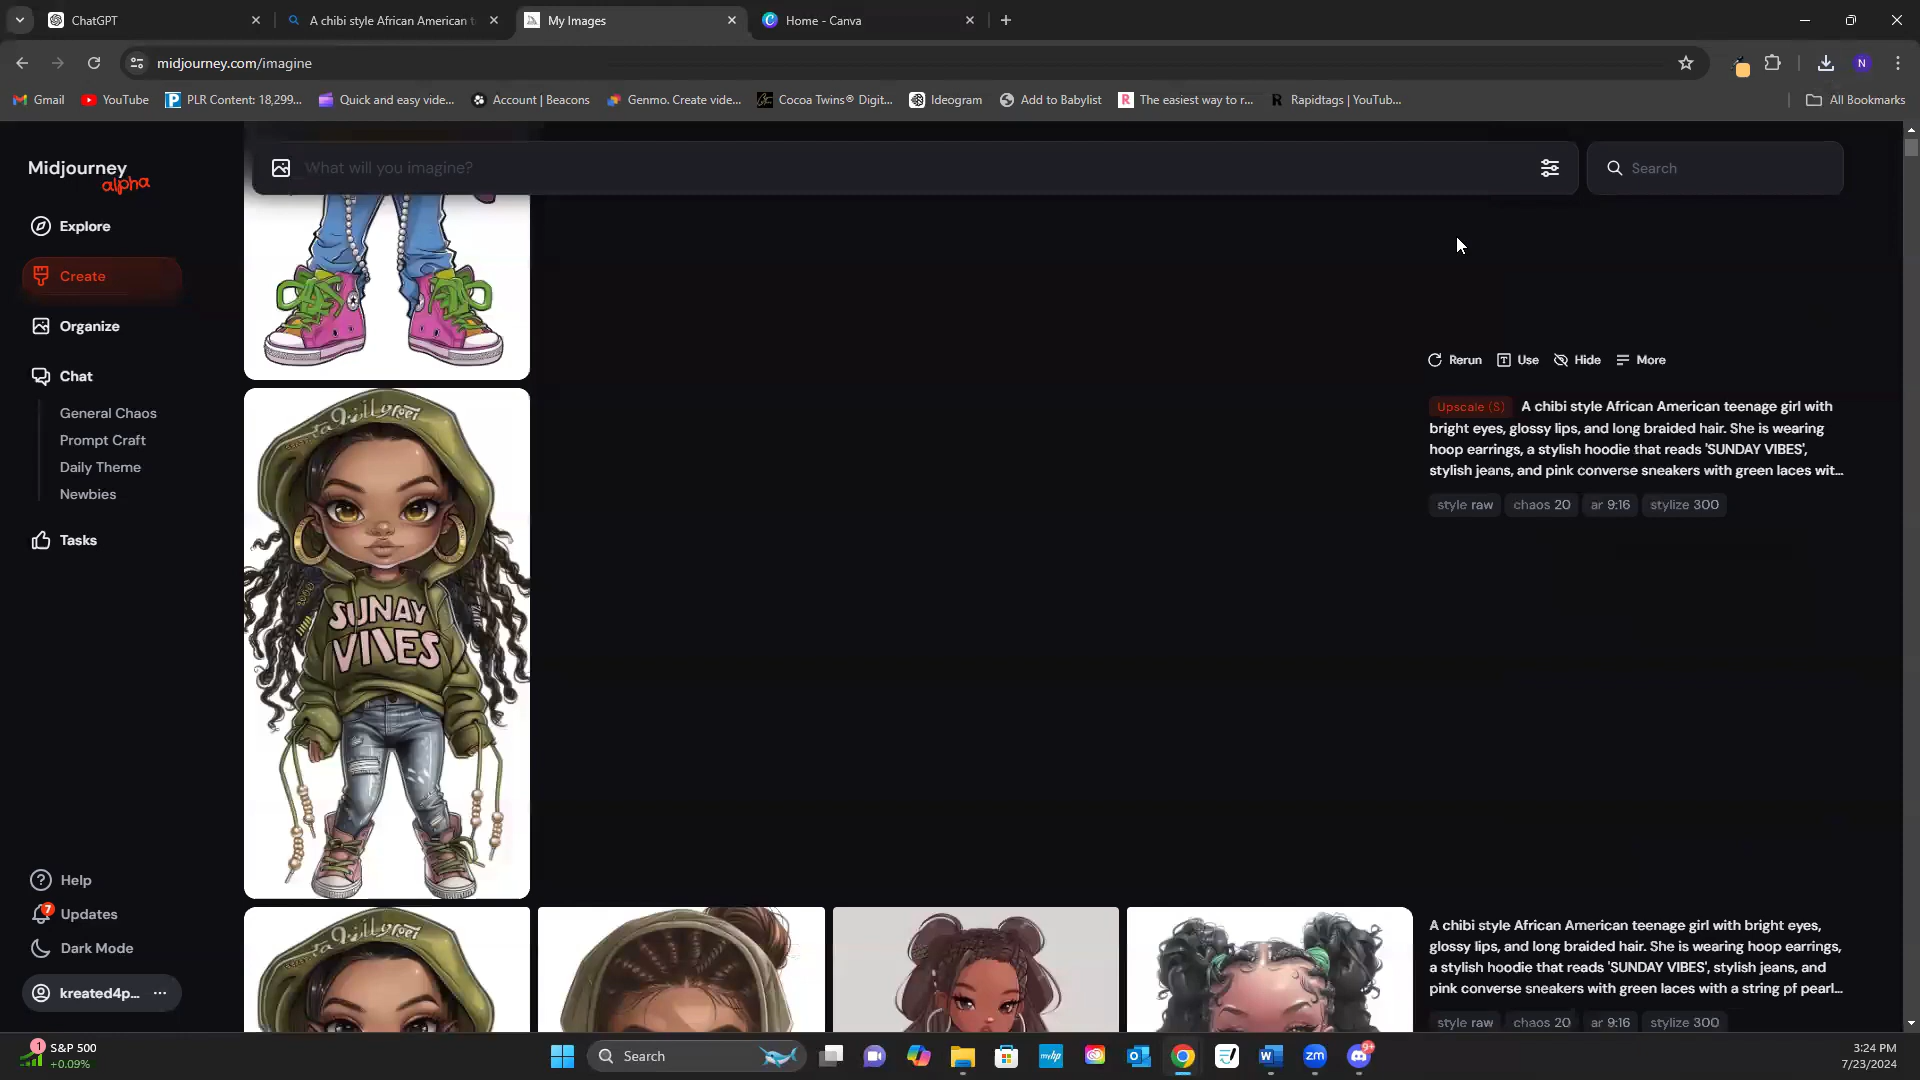 ChatGPT
A chibi style African American t
My Images
Home - Canva
midjourney.com/imagine
N
Gmail
YouTube
PLR Content: 18,299...
Quick and easy vide...
Account | Beacons
Genmo. Create vide...
Cocoa Twins® Digit...
Ideogram
Add to Babylist
The easiest way to r...
Rapidtags | YouTub...
All Bookmarks
Midjourney
alpha
What will you imagine?
Search
Explore
Create
Organize
Chat
General Chaos
Prompt Craft
Daily Theme
Newbies
Tasks
Rerun
Use
Hide
More
Upscale (S) A chibi style African American teenage girl with
bright eyes, glossy lips, and long braided hair. She is wearing
hoop earrings, a stylish hoodie that reads 'SUNDAY VIBES',
stylish jeans, and pink converse sneakers with green laces wit...
style raw
chaos 20
ar 9:16
stylize 300
SUNAY
VINES
A chibi style African American teenage girl with bright eyes,
glossy lips, and long braided hair. She is wearing hoop earrings,
a stylish hoodie that reads 'SUNDAY VIBES', stylish jeans, and
pink converse sneakers with green laces with a string pf pearl...
style raw
chaos 20
ar 9:16
stylize 300
Help
7
Updates
Dark Mode
kreated4p...
1
S&P 500
+0.09%
Search
myhp
W
zm
9+
3:24 PM
7/23/2024